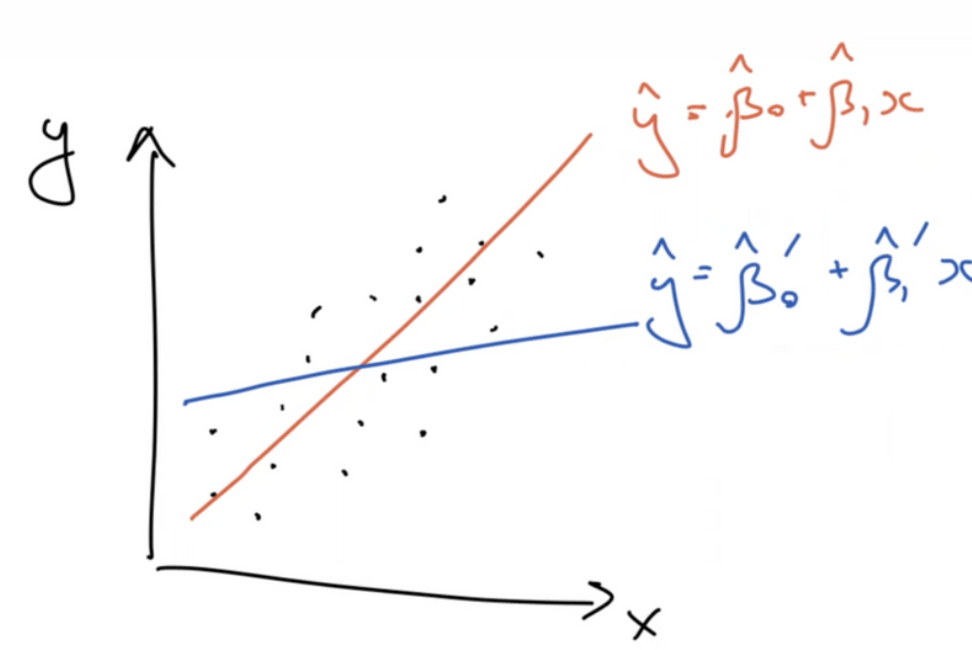 ŷ = β̂₀ + β̂₁x
y
ŷ = β̂₀′ + β̂₁′x
x